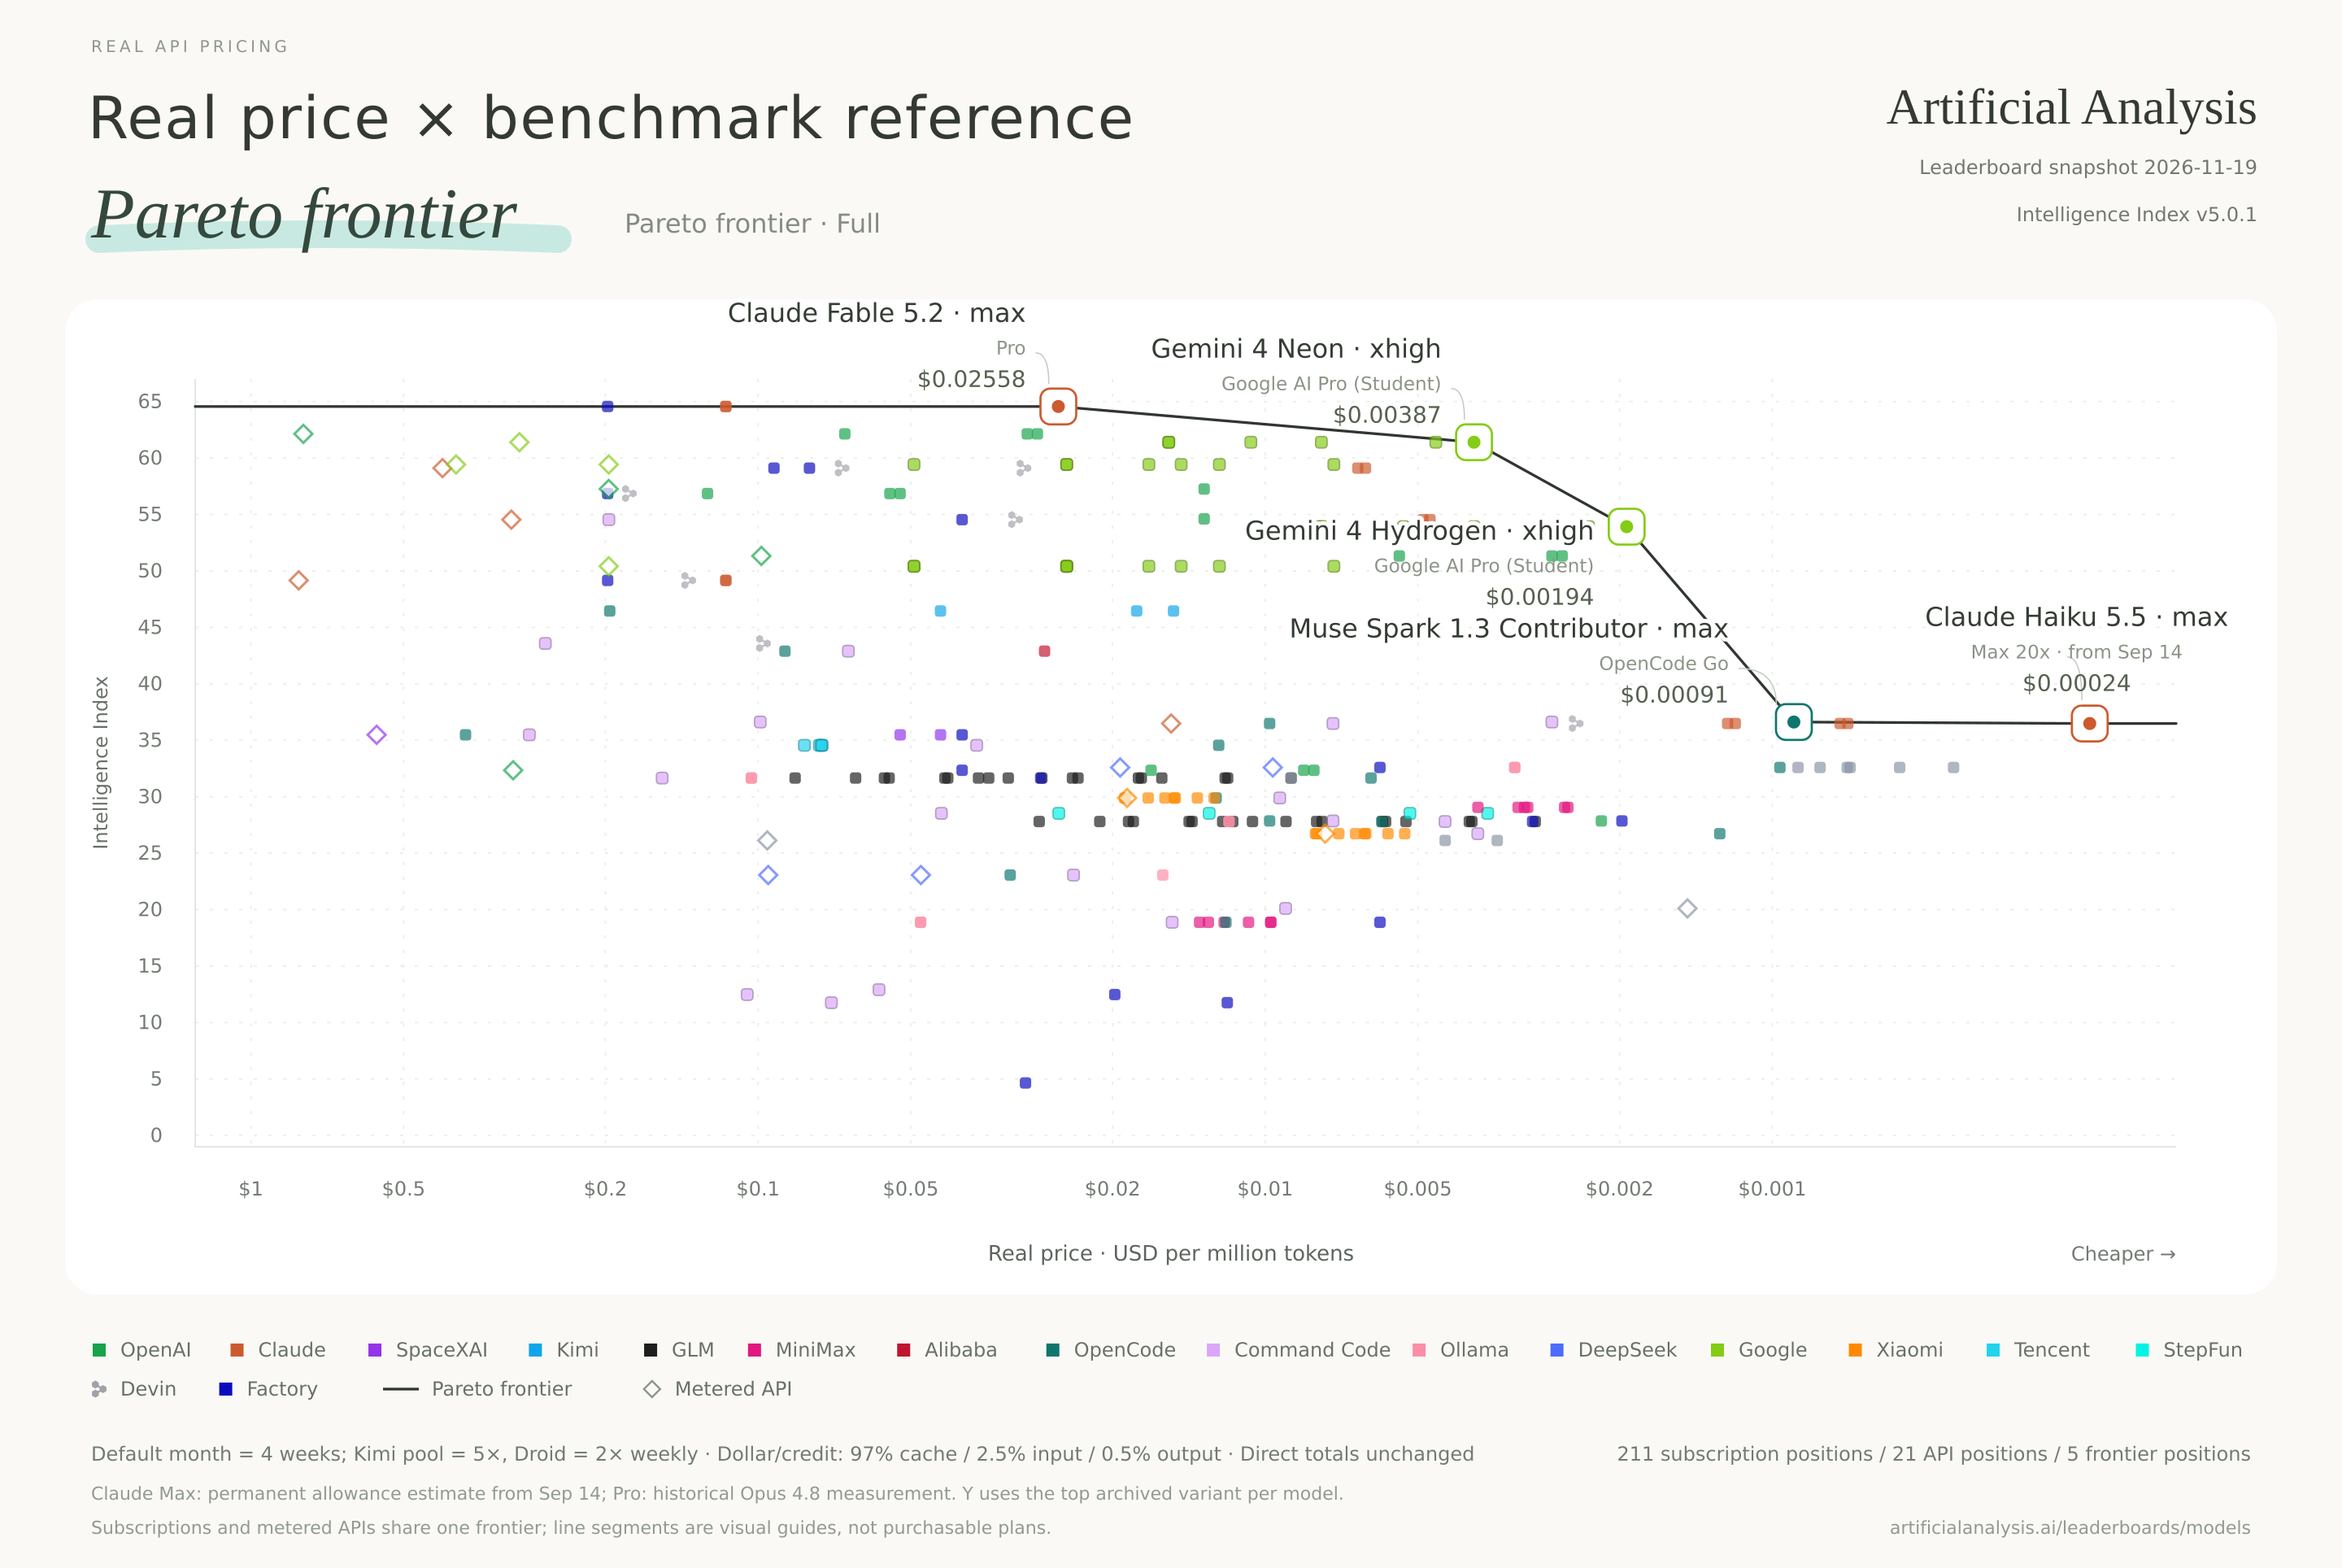 REAL API PRICING
Real price × benchmark reference
Pareto frontier
Pareto frontier · Full
Artificial Analysis
Leaderboard snapshot 2026-11-19
Intelligence Index v5.0.1
Claude Fable 5.2 · max
Pro
$0.02558
Gemini 4 Neon · xhigh
Google AI Pro (Student)
$0.00387
Gemini 4 Hydrogen · xhigh
Google AI Pro (Student)
$0.00194
Muse Spark 1.3 Contributor · max
OpenCode Go
$0.00091
Claude Haiku 5.5 · max
Max 20x · from Sep 14
$0.00024
Intelligence Index
65
60
55
50
45
40
35
30
25
20
15
10
5
0
$1 $0.5 $0.2 $0.1 $0.05 $0.02 $0.01 $0.005 $0.002 $0.001
Real price · USD per million tokens
Cheaper →
OpenAI Claude SpaceXAI Kimi GLM MiniMax Alibaba OpenCode Command Code Ollama DeepSeek Google Xiaomi Tencent StepFun
Devin Factory Pareto frontier Metered API
Default month = 4 weeks; Kimi pool = 5×, Droid = 2× weekly · Dollar/credit: 97% cache / 2.5% input / 0.5% output · Direct totals unchanged
211 subscription positions / 21 API positions / 5 frontier positions
Claude Max: permanent allowance estimate from Sep 14; Pro: historical Opus 4.8 measurement. Y uses the top archived variant per model.
Subscriptions and metered APIs share one frontier; line segments are visual guides, not purchasable plans.
artificialanalysis.ai/leaderboards/models